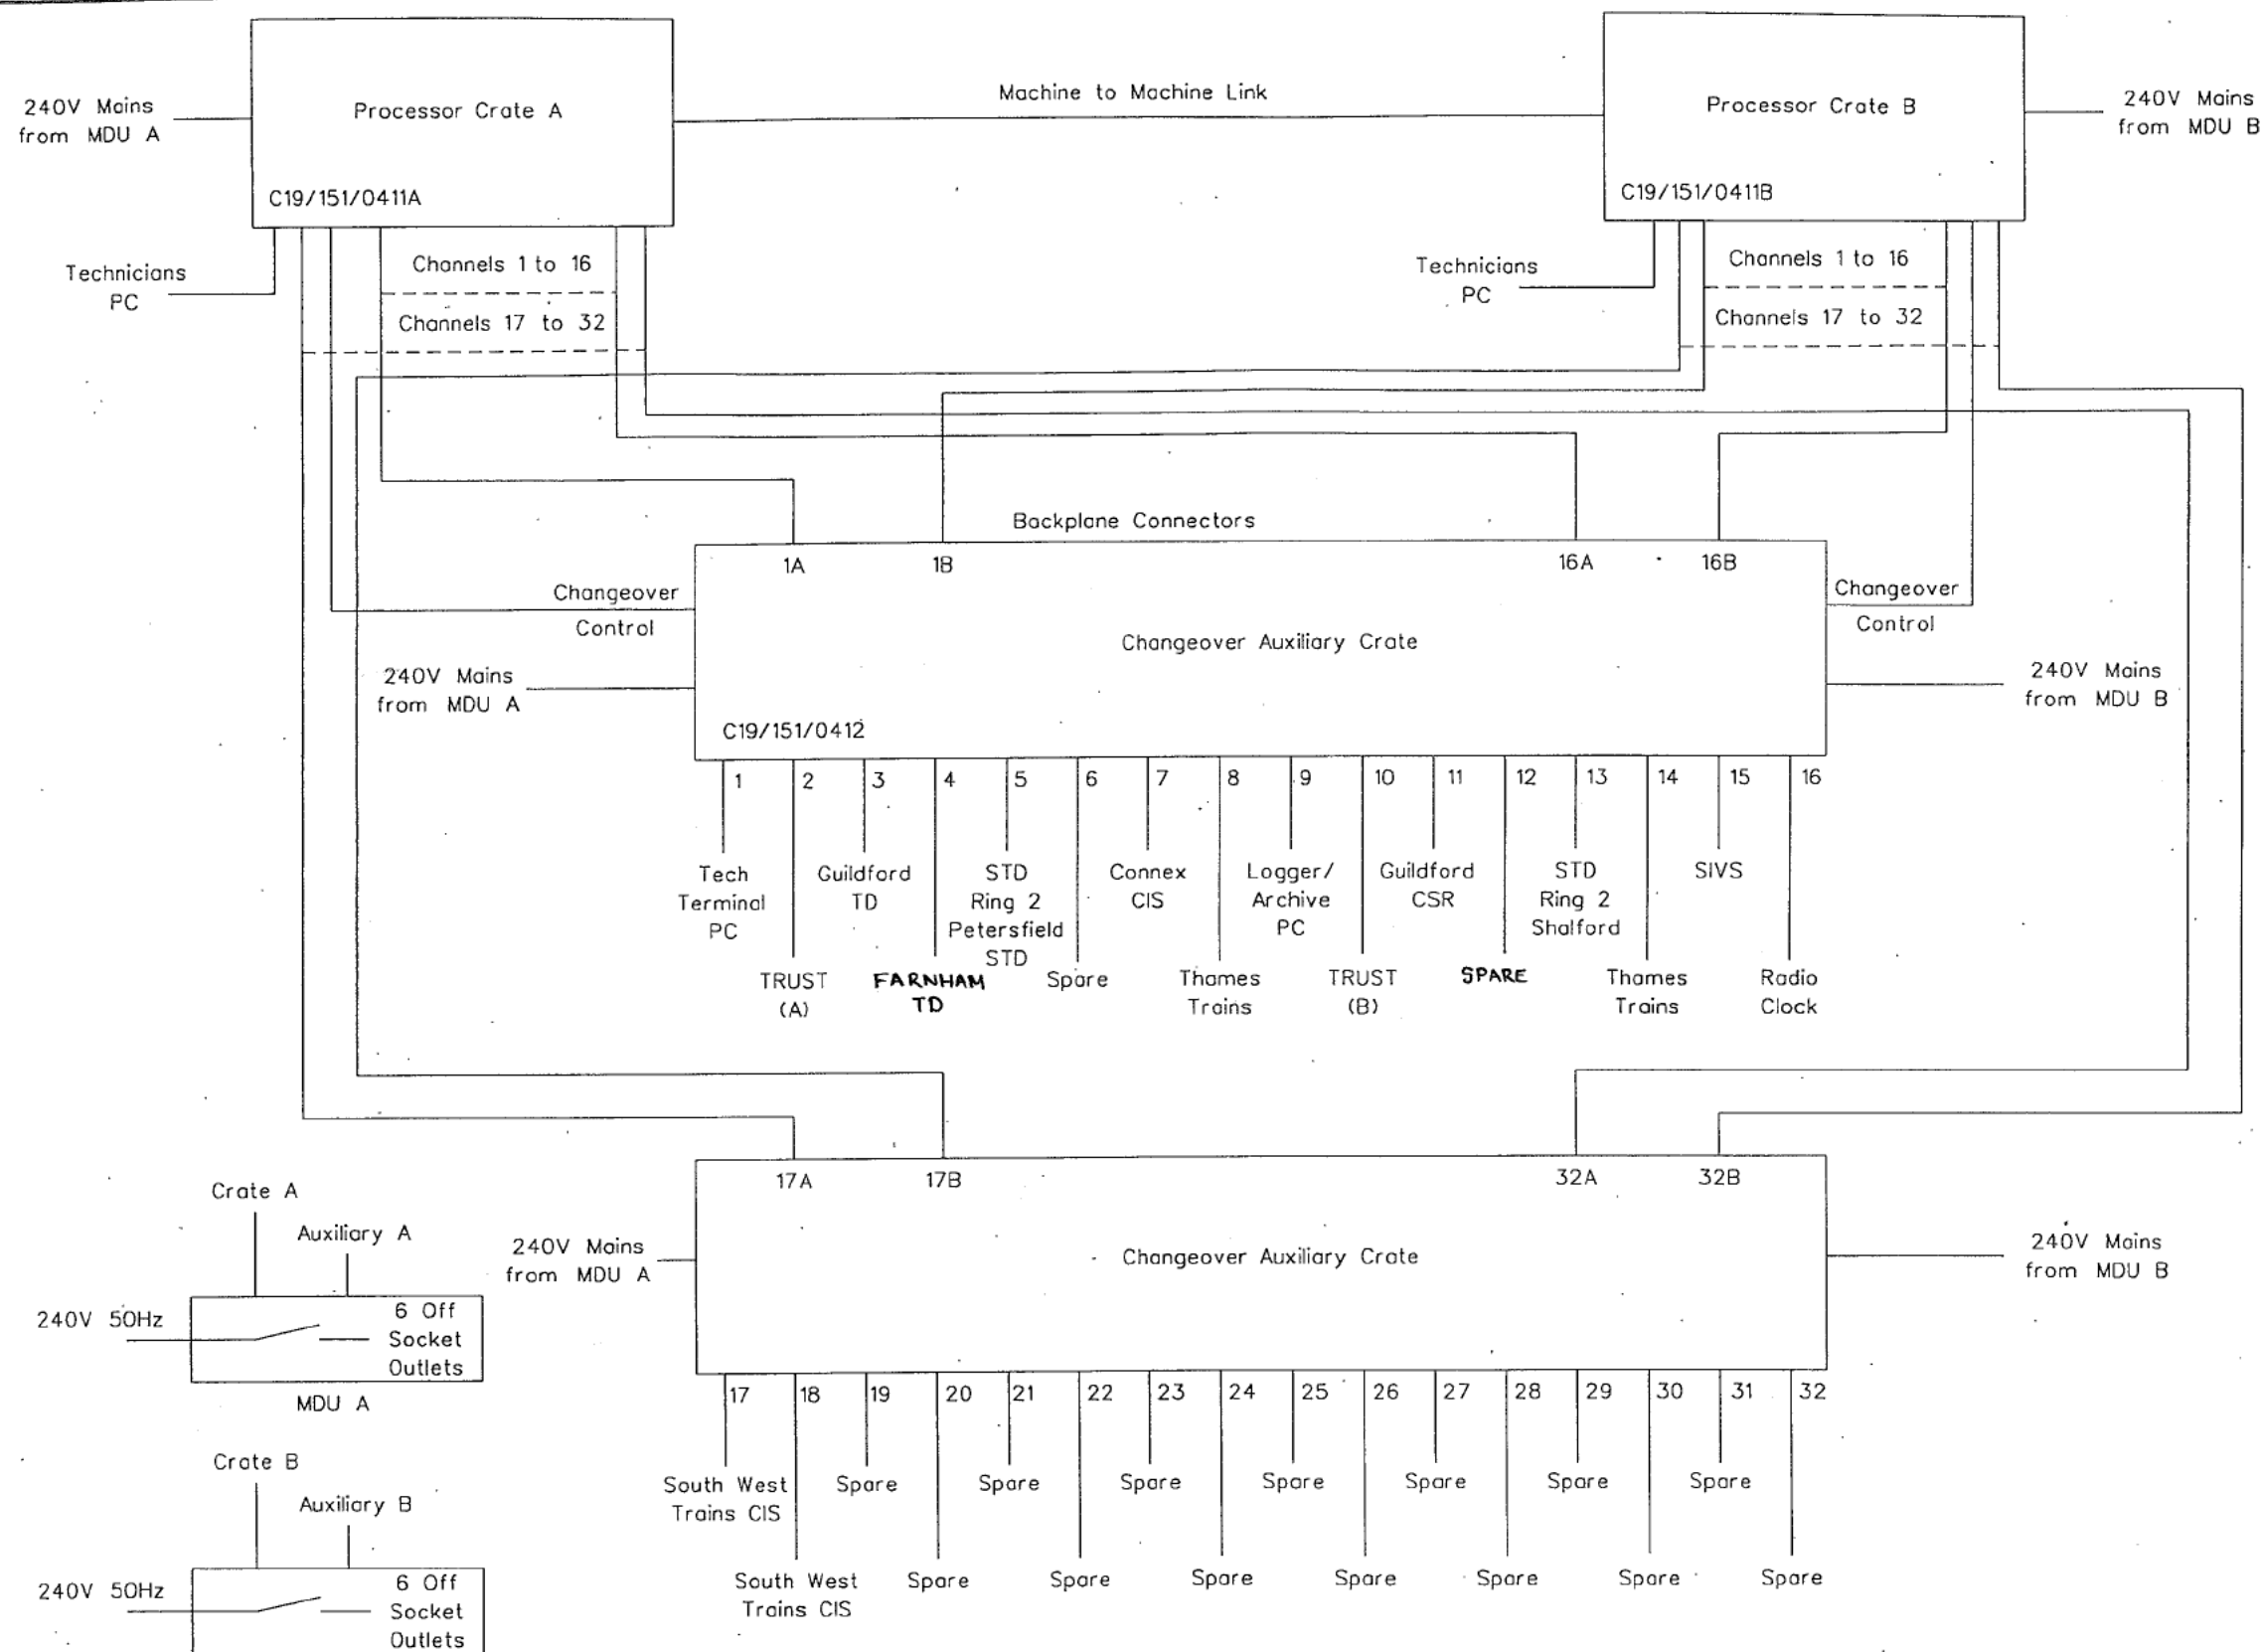 240V Mains
from MDU A
Processor Crate A
C19/151/0411A
Machine to Machine Link
Processor Crate B
C19/151/0411B
240V Mains
from MDU B
Technicians
PC
Channels 1 to 16
Channels 17 to 32
Technicians
PC
Channels 1 to 16
Channels 17 to 32
Backplane Connectors
1A
1B
16A
16B
Changeover
Control
Changeover
Control
Changeover Auxiliary Crate
240V Mains
from MDU A
240V Mains
from MDU B
C19/151/0412
1 2 3 4 5 6 7 8 9 10 11 12 13 14 15 16
Tech
Terminal
PC
TRUST
(A)
Guildford
TD
FARNHAM
TD
STD
Ring 2
Petersfield
STD
Spare
Connex
CIS
Thames
Trains
Logger/
Archive
PC
TRUST
(B)
Guildford
CSR
SPARE
STD
Ring 2
Shalford
Thames
Trains
SIVS
Radio
Clock
17A
17B
32A
32B
240V Mains
from MDU A
Changeover Auxiliary Crate
240V Mains
from MDU B
17 18 19 20 21 22 23 24 25 26 27 28 29 30 31 32
South West
Trains CIS
South West
Trains CIS
Spare
Spare
Spare
Spare
Spare
Spare
Spare
Spare
Spare
Spare
Spare
Spare
Spare
Spare
Crate A
Auxiliary A
240V 50Hz
6 Off
Socket
Outlets
MDU A
Crate B
Auxiliary B
240V 50Hz
6 Off
Socket
Outlets